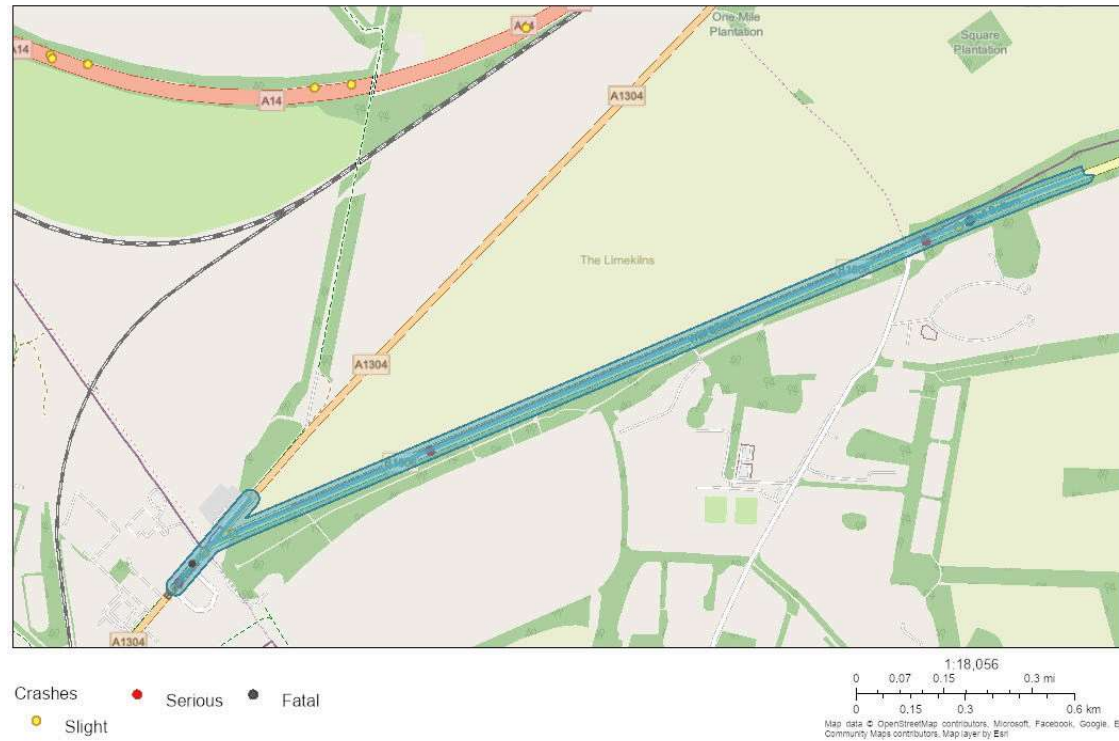 One Mile
Plantation
Square
Plantation
A14
A14
A14
A1304
The Limekilns
A1304
A1304
Crashes
Serious
Fatal
Slight
1:18,056
0 0.07 0.15 0.3 mi
0 0.15 0.3 0.6 km
Map data © OpenStreetMap contributors, Microsoft, Facebook, Google, E
Community Maps contributors, Map layer by Esri